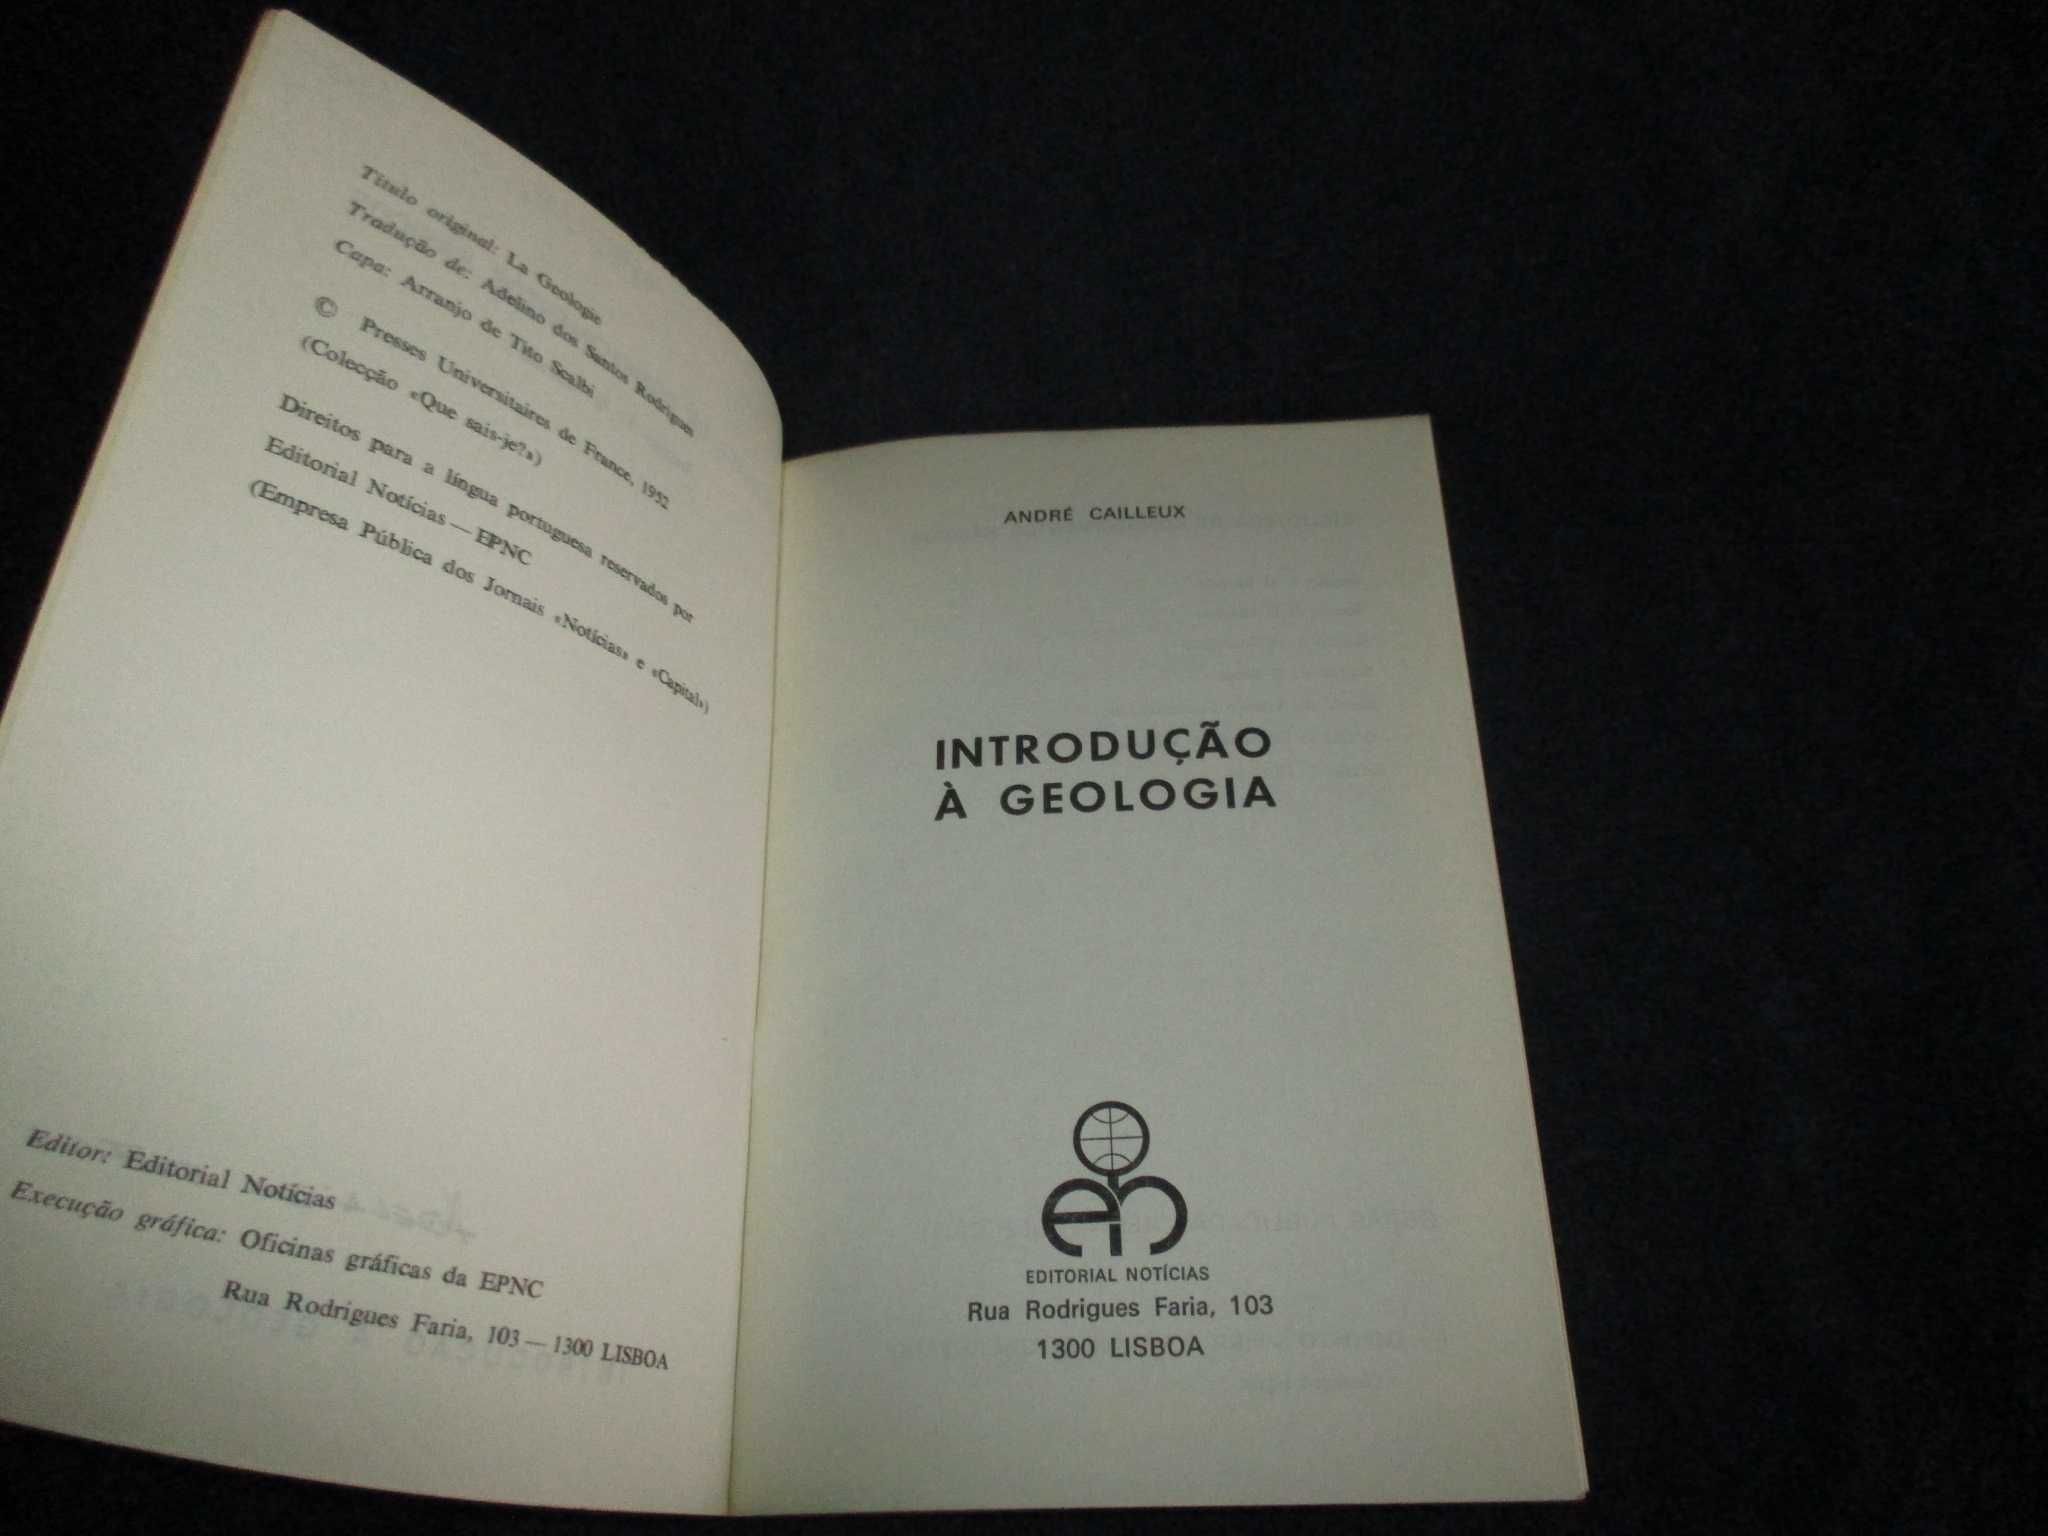 Título original: La Geologie
Tradução de: Adelino dos Santos Rodrigues
Capa: Arranjo de Tito Scalbi
© Presses Universitaires de France, 1952
(Colecção «Que sais-je?»)
Direitos para a língua portuguesa reservados por
Editorial Notícias — EPNC
(Empresa Pública dos Jornais «Notícias» e «Capital»)
Editor: Editorial Notícias
Execução gráfica: Oficinas gráficas da EPNC
Rua Rodrigues Faria, 103 — 1300 LISBOA
ANDRÉ CAILLEUX
INTRODUÇÃO
À GEOLOGIA
en
EDITORIAL NOTÍCIAS
Rua Rodrigues Faria, 103
1300 LISBOA